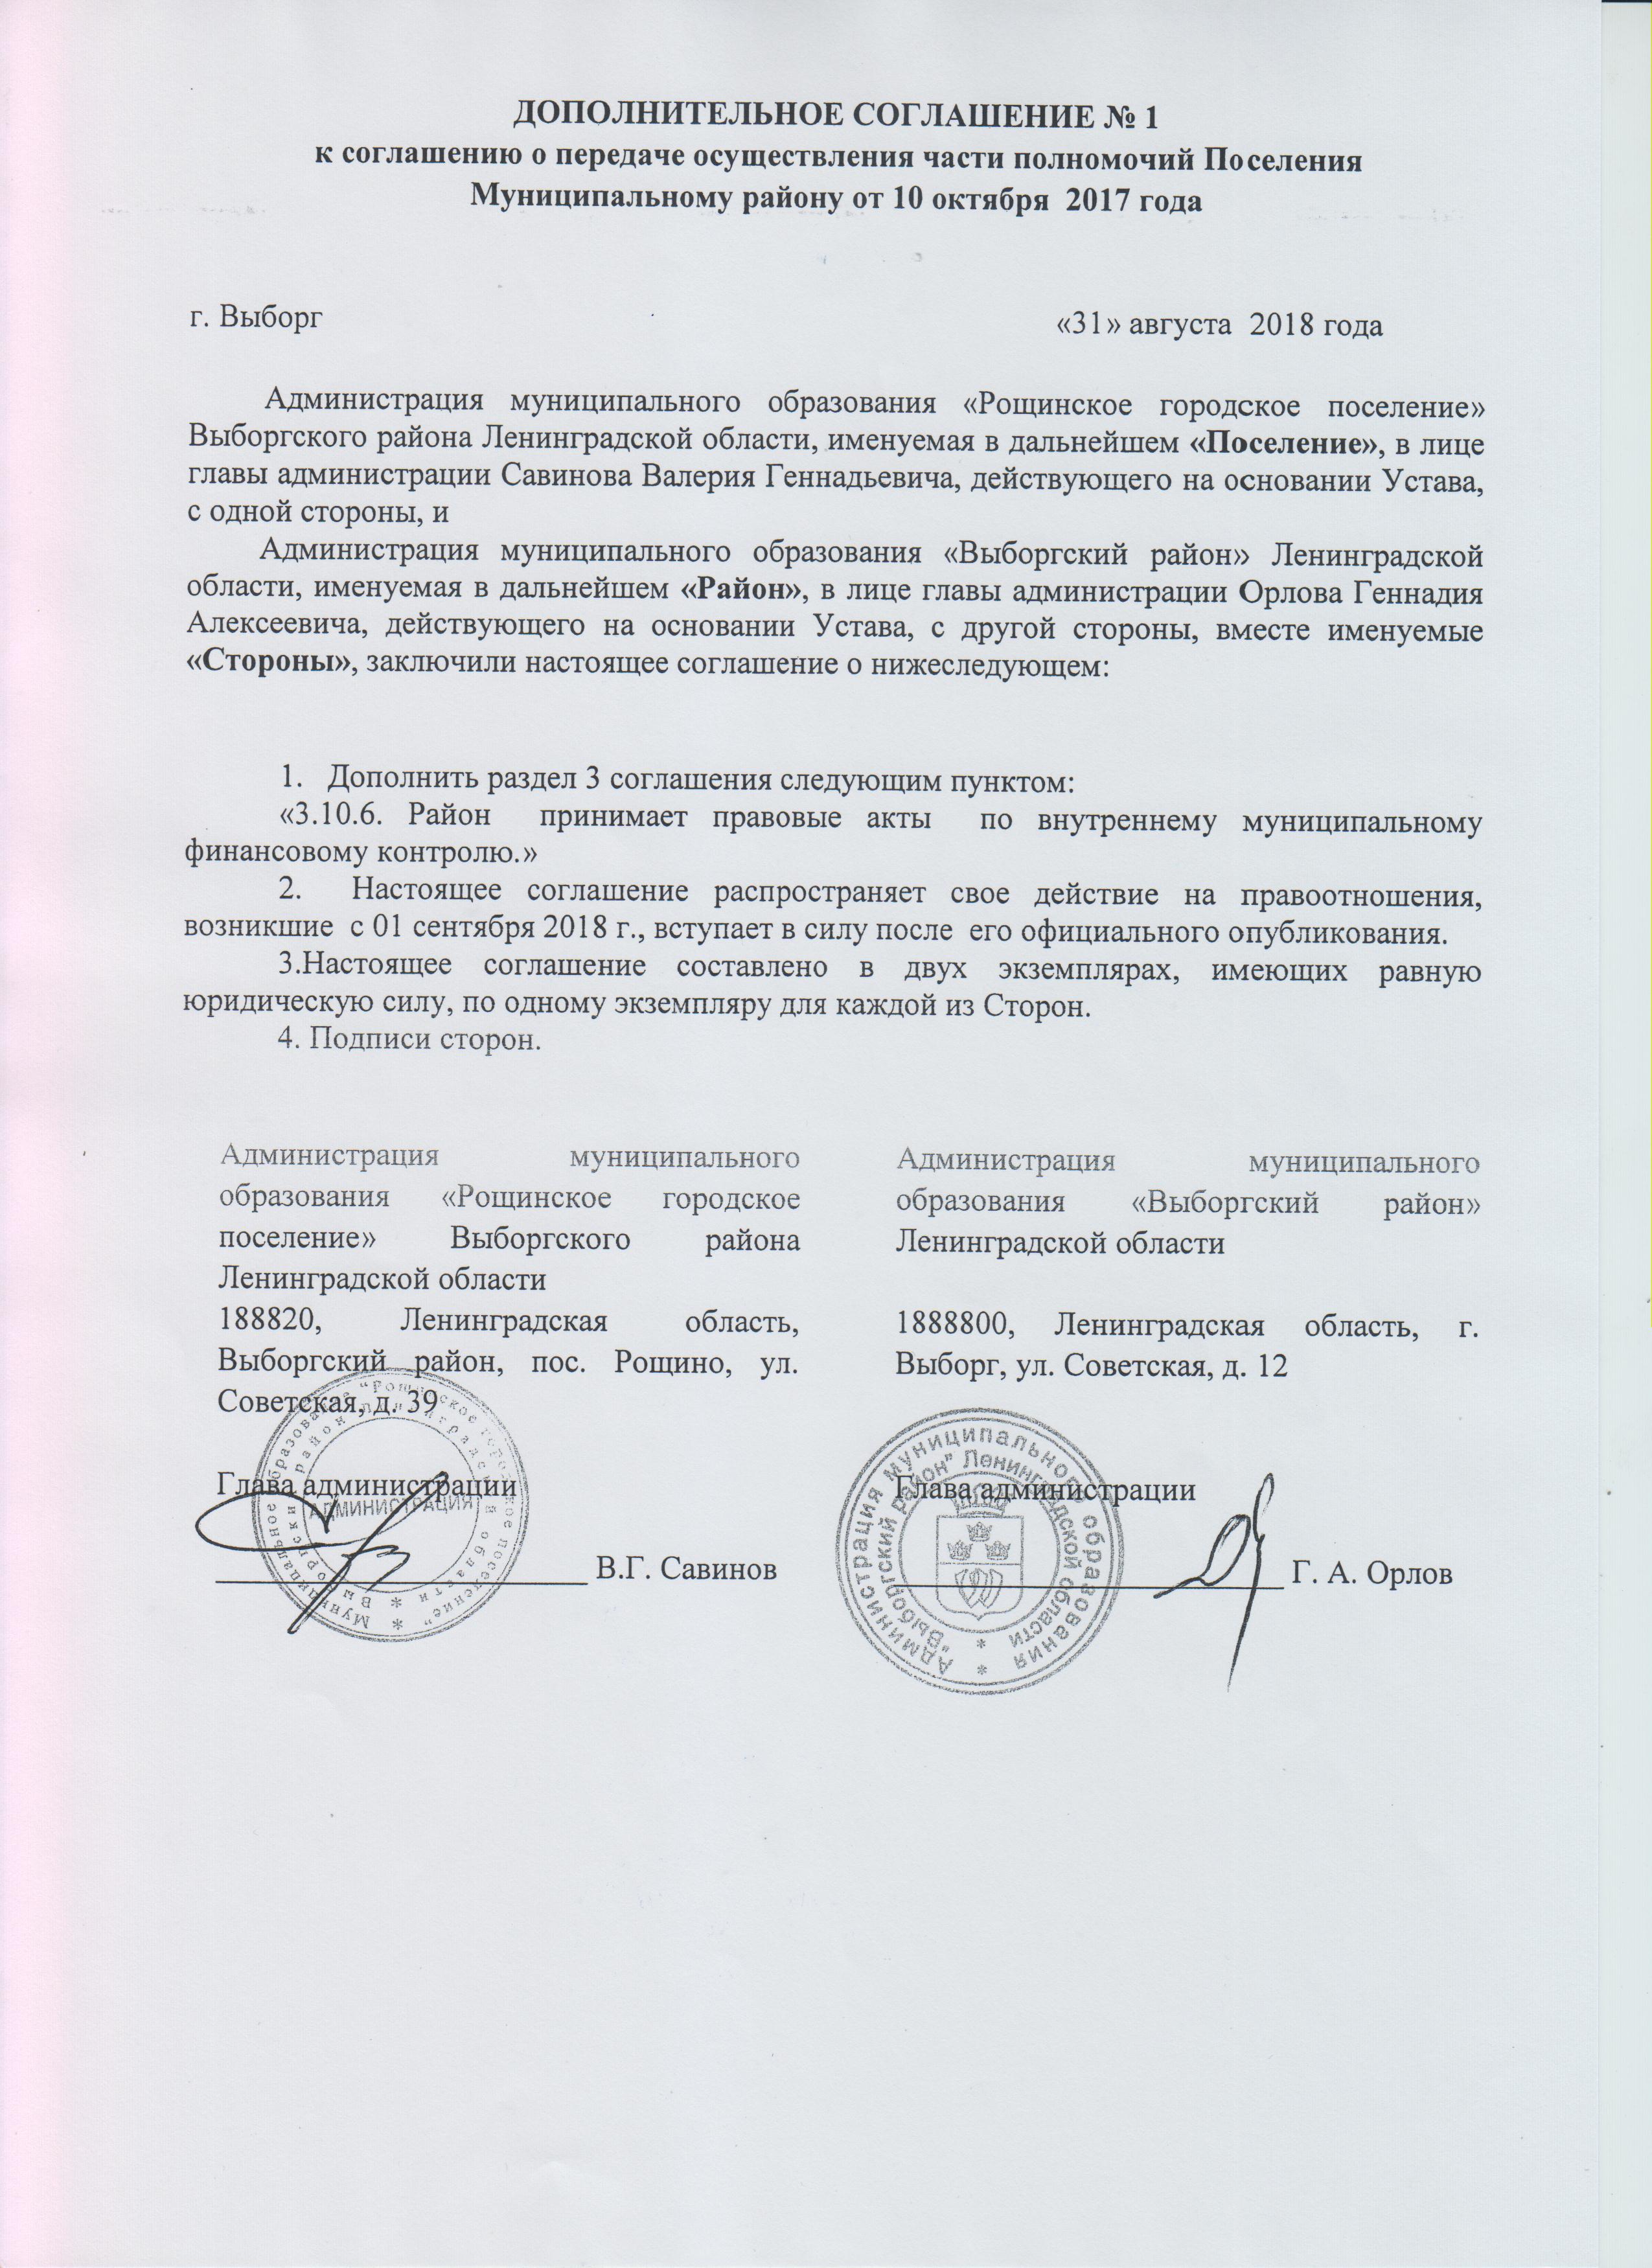 ДОПОЛНИТЕЛЬНОЕ СОГЛАШЕНИЕ № 1
к соглашению о передаче осуществления части полномочий Поселения
Муниципальному району от 10 октября 2017 года
г. Выборг «31» августа 2018 года
Администрация муниципального образования «Рощинское городское поселение»
Выборгского района Ленинградской области, именуемая в дальнейшем «Поселение», в лице
главы администрации Савинова Валерия Геннадьевича, действующего на основании Устава,
с одной стороны, и
Администрация муниципального образования «Выборгский район» Ленинградской
области, именуемая в дальнейшем «Район», в лице главы администрации Орлова Геннадия
Алексеевича, действующего на основании Устава, с другой стороны, вместе именуемые
«Стороны», заключили настоящее соглашение о нижеследующем:
1. Дополнить раздел 3 соглашения следующим пунктом:
«3.10.6. Район принимает правовые акты по внутреннему муниципальному
финансовому контролю.»
2. Настоящее соглашение распространяет свое действие на правоотношения,
возникшие с 01 сентября 2018 г., вступает в силу после его официального опубликования.
3.Настоящее соглашение составлено в двух экземплярах, имеющих равную
юридическую силу, по одному экземпляру для каждой из Сторон.
4. Подписи сторон.
Администрация муниципального
образования «Рощинское городское
поселение» Выборгского района
Ленинградской области
188820, Ленинградская область,
Выборгский район, пос. Рощино, ул.
Советская, д. 39
Глава администрации
В.Г. Савинов
Муниципальное образование "Рощинское городское поселение" *
Выборгский район Ленинградской области *
АДМИНИСТРАЦИЯ
Администрация муниципального
образования «Выборгский район»
Ленинградской области
1888800, Ленинградская область, г.
Выборг, ул. Советская, д. 12
Глава администрации
Г. А. Орлов
Администрация муниципального образования *
"Выборгский район" Ленинградской области *